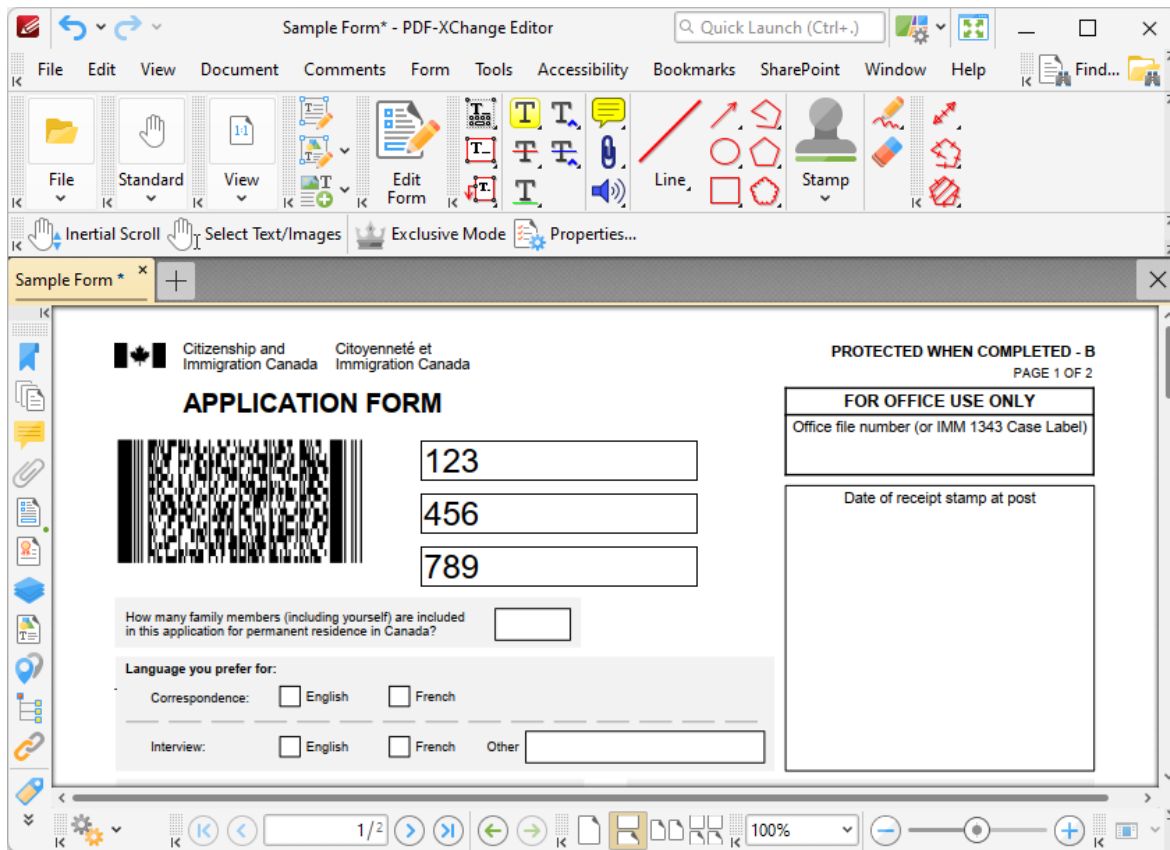 Sample Form* - PDF-XChange Editor
Quick Launch (Ctrl+.)
File Edit View Document Comments Form Tools Accessibility Bookmarks SharePoint Window Help Find...
File Standard View Edit Form Line Stamp
Inertial Scroll Select Text/Images Exclusive Mode Properties...
Sample Form *
Citizenship and Immigration Canada
Citoyenneté et Immigration Canada
PROTECTED WHEN COMPLETED - B
PAGE 1 OF 2
APPLICATION FORM
FOR OFFICE USE ONLY
Office file number (or IMM 1343 Case Label)
123
456
789
Date of receipt stamp at post
How many family members (including yourself) are included
in this application for permanent residence in Canada?
Language you prefer for:
Correspondence: English French
Interview: English French Other
1/2
100%